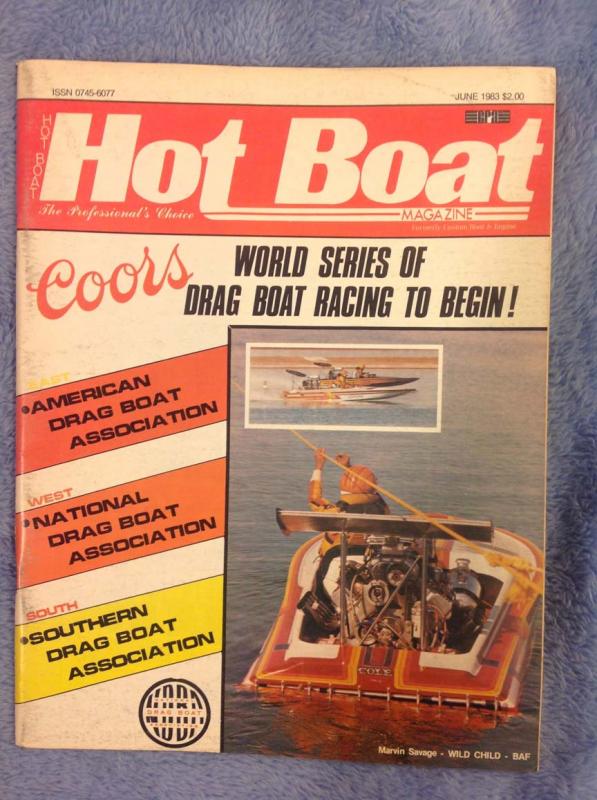 ISSN 0745-6077
JUNE 1983 $2.00
HOT BOAT
Hot Boat
The Professional's Choice
MAGAZINE
Formerly Custom Boat & Engine
Coors
WORLD SERIES OF
DRAG BOAT RACING TO BEGIN!
EAST
•AMERICAN
DRAG BOAT
ASSOCIATION
WEST
•NATIONAL
DRAG BOAT
ASSOCIATION
SOUTH
•SOUTHERN
DRAG BOAT
ASSOCIATION
COLE
DRAG BOAT
Marvin Savage - WILD CHILD - BAF